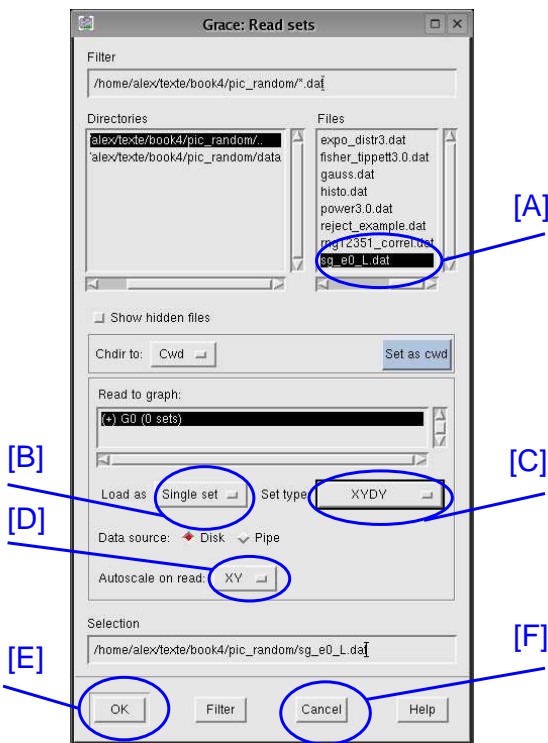 Grace: Read sets
Filter
/home/alex/texte/book4/pic_random/*.dat
Directories
Files
'alex/texte/book4/pic_random/..
'alex/texte/book4/pic_random/data
expo_distr3.dat
fisher_tippett3.0.dat
gauss.dat
histo.dat
power3.0.dat
reject_example.dat
rng12351_correl.dat
sg_e0_L.dat
[A]
Show hidden files
Chdir to: Cwd
Set as cwd
Read to graph:
(+) G0 (0 sets)
[B]
[C]
Load as Single set Set type XYDY
[D]
Data source: Disk Pipe
Autoscale on read: XY
Selection
/home/alex/texte/book4/pic_random/sg_e0_L.dat
[E]
[F]
OK Filter Cancel Help